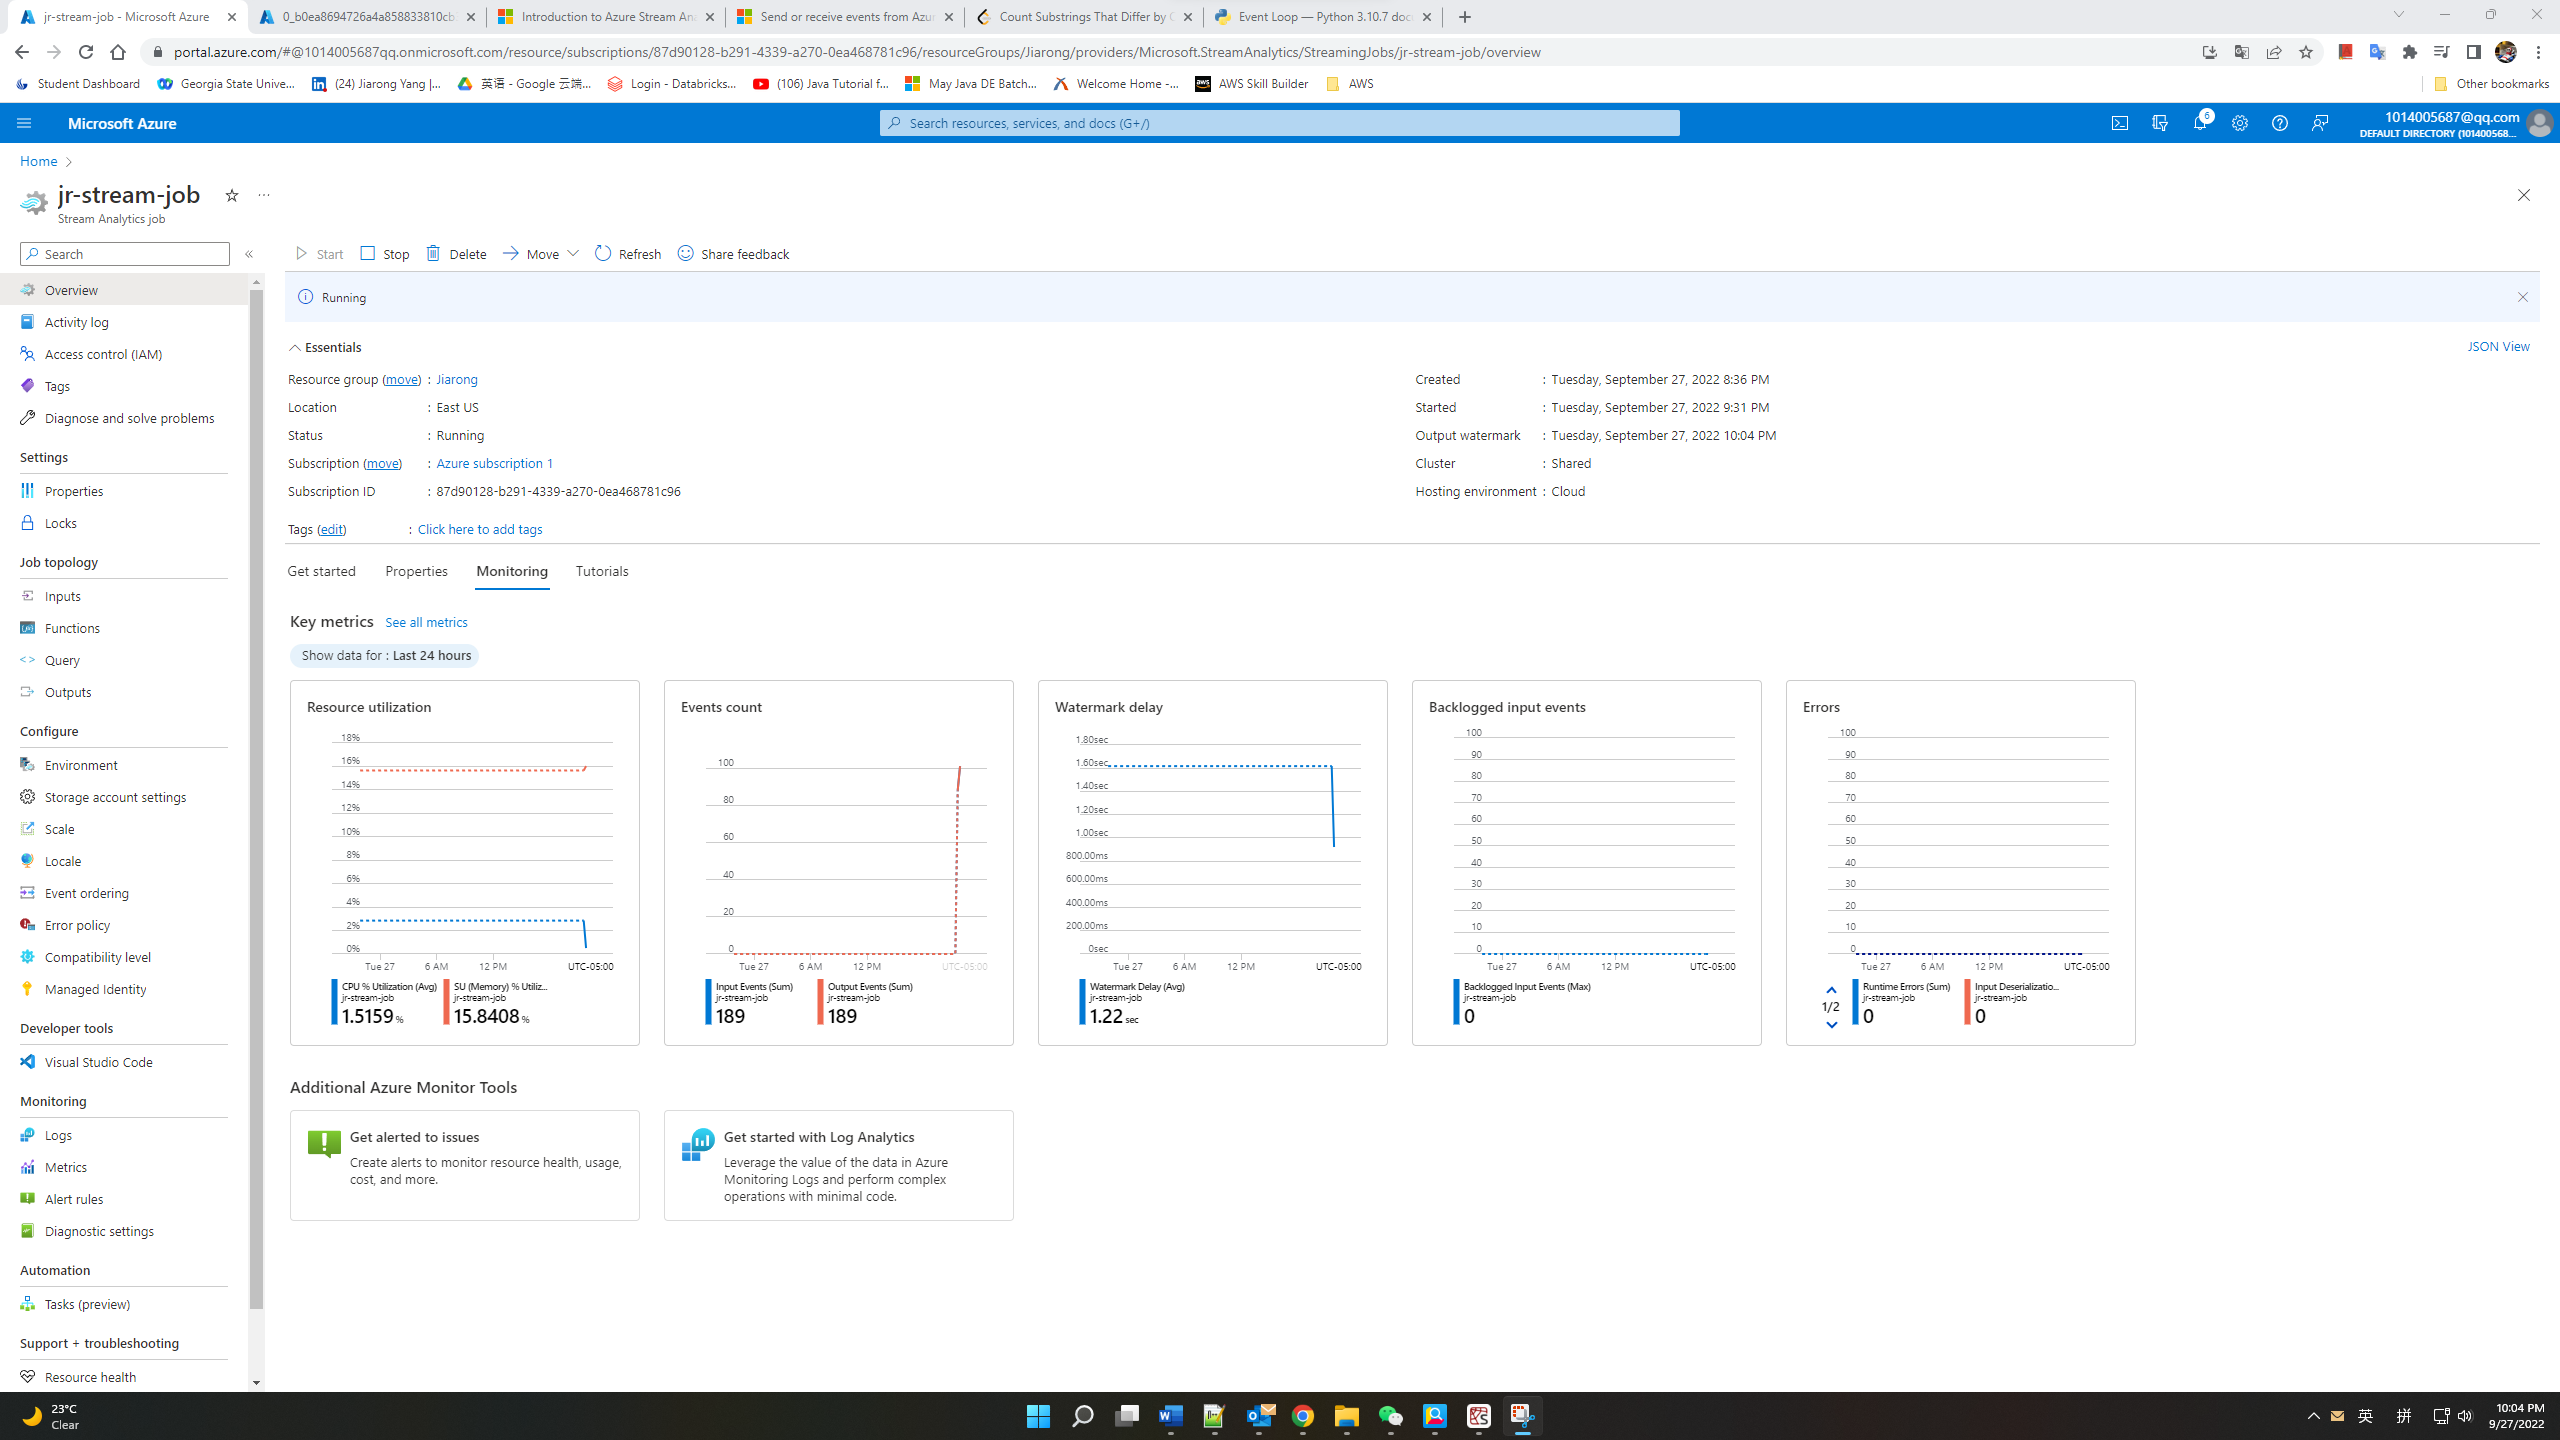 jr-stream-job - Microsoft Azure
0_b0ea8694726a4a858833810cb
Introduction to Azure Stream An
Send or receive events from Azur
Count Substrings That Differ by
Event Loop — Python 3.10.7 doc
portal.azure.com/#@1014005687qq.onmicrosoft.com/resource/subscriptions/87d90128-b291-4339-a270-0ea468781c96/resourceGroups/Jiarong/providers/Microsoft.StreamAnalytics/StreamingJobs/jr-stream-job/overview
Student Dashboard
Georgia State Unive...
(24) Jiarong Yang |...
英语 - Google 云端...
Login - Databricks...
(106) Java Tutorial f...
May Java DE Batch...
Welcome Home -...
AWS Skill Builder
AWS
Other bookmarks
Microsoft Azure
Search resources, services, and docs (G+/)
6
1014005687@qq.com
DEFAULT DIRECTORY (101400568...
Home >
jr-stream-job
Stream Analytics job
Search
Start
Stop
Delete
Move
Refresh
Share feedback
Running
Overview
Activity log
Access control (IAM)
Tags
Diagnose and solve problems
Settings
Properties
Locks
Job topology
Inputs
Functions
Query
Outputs
Configure
Environment
Storage account settings
Scale
Locale
Event ordering
Error policy
Compatibility level
Managed Identity
Developer tools
Visual Studio Code
Monitoring
Logs
Metrics
Alert rules
Diagnostic settings
Automation
Tasks (preview)
Support + troubleshooting
Resource health
Essentials
JSON View
Resource group (move) : Jiarong
Location : East US
Status : Running
Subscription (move) : Azure subscription 1
Subscription ID : 87d90128-b291-4339-a270-0ea468781c96
Created : Tuesday, September 27, 2022 8:36 PM
Started : Tuesday, September 27, 2022 9:31 PM
Output watermark : Tuesday, September 27, 2022 10:04 PM
Cluster : Shared
Hosting environment : Cloud
Tags (edit) : Click here to add tags
Get started
Properties
Monitoring
Tutorials
Key metrics
See all metrics
Show data for : Last 24 hours
Resource utilization
18%
16%
14%
12%
10%
8%
6%
4%
2%
0%
Tue 27 6 AM 12 PM UTC-05:00
CPU % Utilization (Avg)
jr-stream-job
1.5159 %
SU (Memory) % Utiliz...
jr-stream-job
15.8408 %
Events count
100
80
60
40
20
0
Tue 27 6 AM 12 PM UTC-05:00
Input Events (Sum)
jr-stream-job
189
Output Events (Sum)
jr-stream-job
189
Watermark delay
1.80sec
1.60sec
1.40sec
1.20sec
1.00sec
800.00ms
600.00ms
400.00ms
200.00ms
0sec
Tue 27 6 AM 12 PM UTC-05:00
Watermark Delay (Avg)
jr-stream-job
1.22 sec
Backlogged input events
100
90
80
70
60
50
40
30
20
10
0
Tue 27 6 AM 12 PM UTC-05:00
Backlogged Input Events (Max)
jr-stream-job
0
Errors
100
90
80
70
60
50
40
30
20
10
0
Tue 27 6 AM 12 PM UTC-05:00
1/2
Runtime Errors (Sum)
jr-stream-job
0
Input Deserializatio...
jr-stream-job
0
Additional Azure Monitor Tools
Get alerted to issues
Create alerts to monitor resource health, usage,
cost, and more.
Get started with Log Analytics
Leverage the value of the data in Azure
Monitoring Logs and perform complex
operations with minimal code.
23°C
Clear
英
拼
10:04 PM
9/27/2022